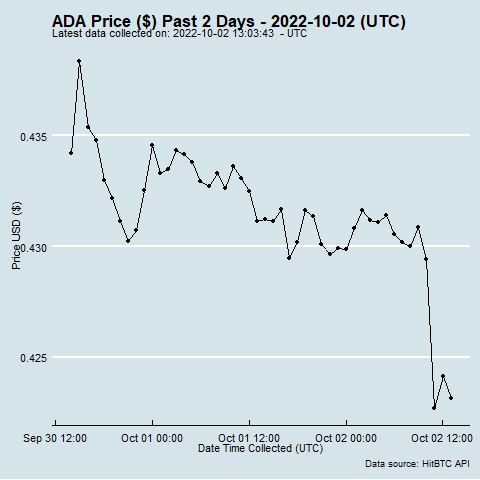 ADA Price ($) Past 2 Days - 2022-10-02 (UTC)
Latest data collected on: 2022-10-02 13:03:43 - UTC
0.435
0.430
0.425
Price USD ($)
Sep 30 12:00 Oct 01 00:00 Oct 01 12:00 Oct 02 00:00 Oct 02 12:00
Date Time Collected (UTC)
Data source: HitBTC API